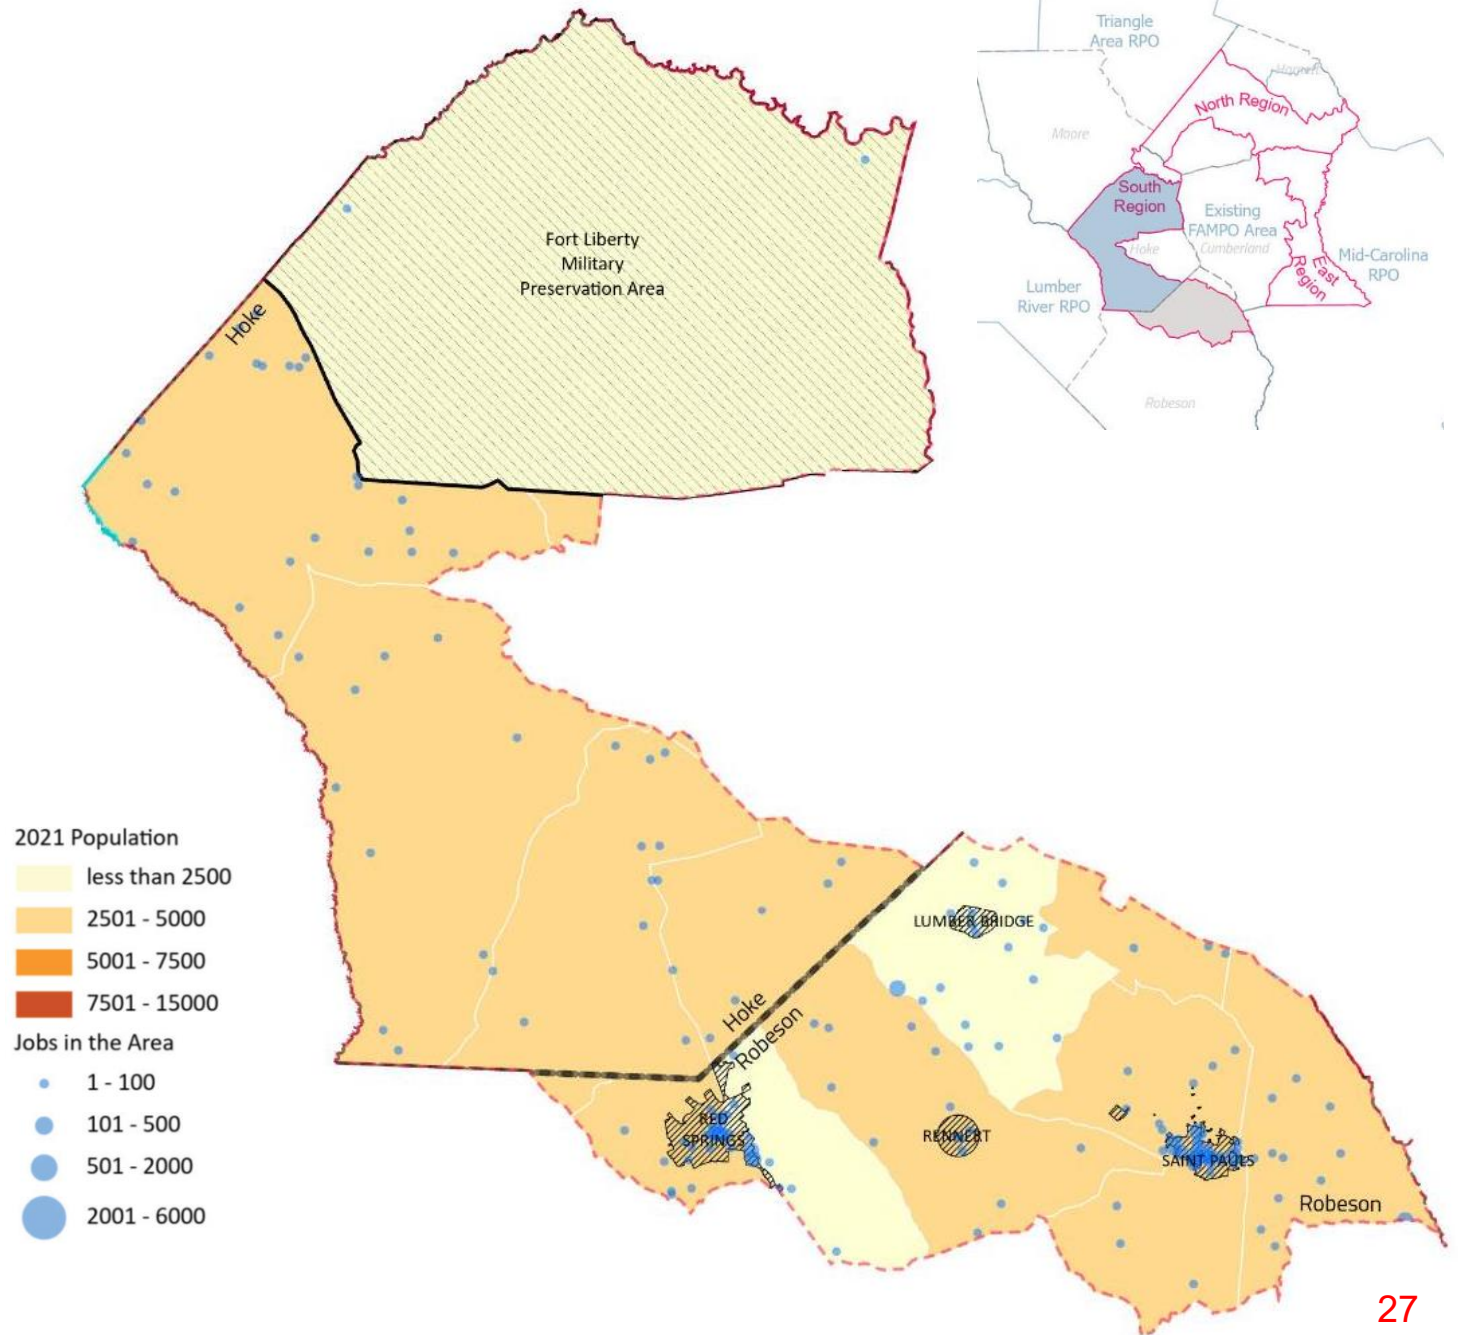 Triangle
Area RPO
Harnett
North Region
Moore
South
Region
Existing
FAMPO Area
Hoke
Cumberland
Mid-Carolina
RPO
East
Region
Lumber
River RPO
Robeson
Fort Liberty
Military
Preservation Area
Hoke
2021 Population
less than 2500
2501 - 5000
5001 - 7500
7501 - 15000
Jobs in the Area
1 - 100
101 - 500
501 - 2000
2001 - 6000
LUMBER BRIDGE
Hoke
Robeson
RED
SPRINGS
RENNERT
SAINT PAULS
Robeson
27